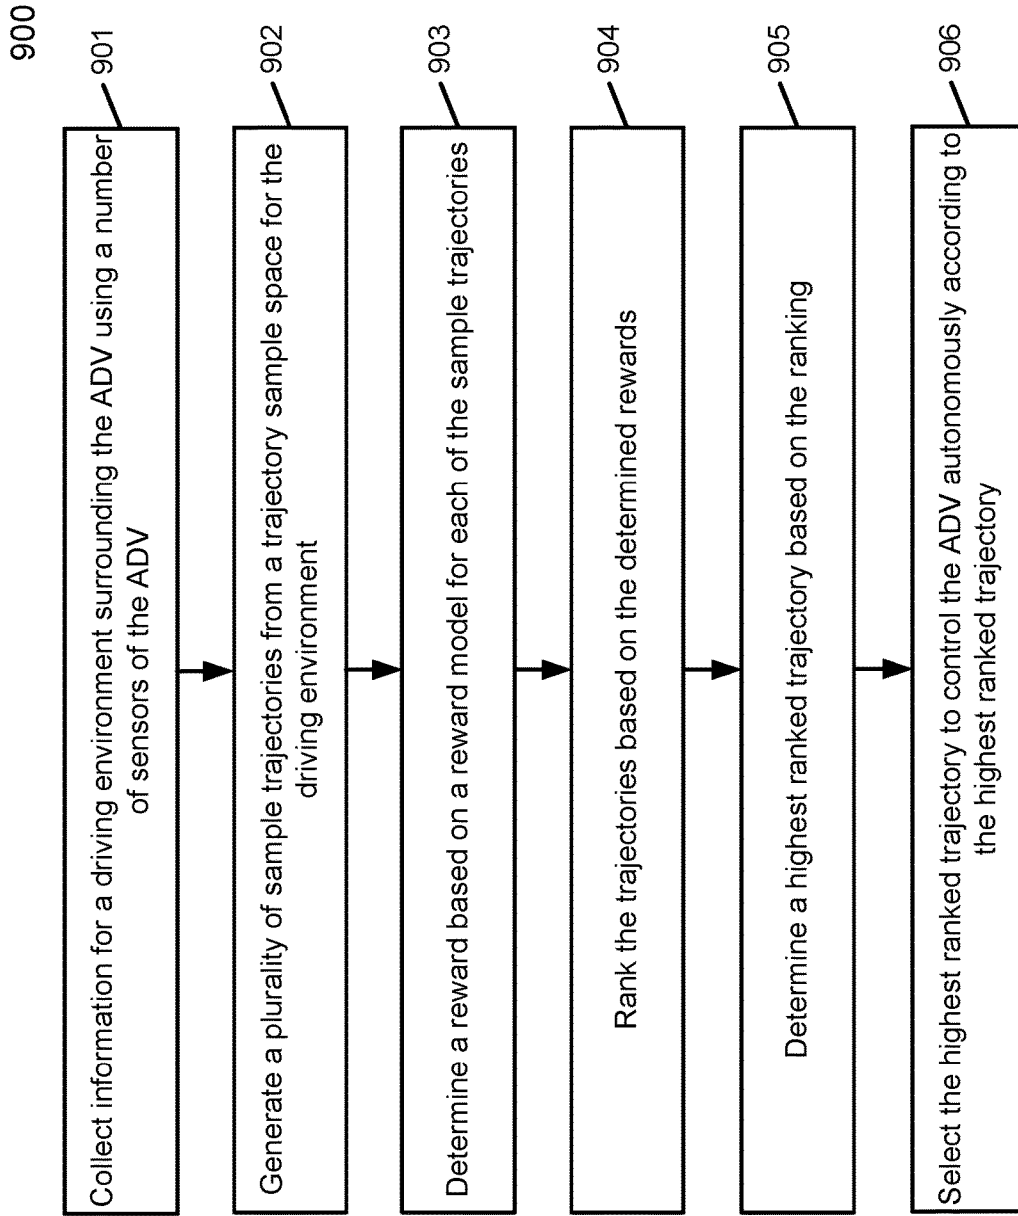 900
Collect information for a driving environment surrounding the ADV using a number
of sensors of the ADV
901
Generate a plurality of sample trajectories from a trajectory sample space for the
driving environment
902
Determine a reward based on a reward model for each of the sample trajectories
903
Rank the trajectories based on the determined rewards
904
Determine a highest ranked trajectory based on the ranking
905
Select the highest ranked trajectory to control the ADV autonomously according to
the highest ranked trajectory
906